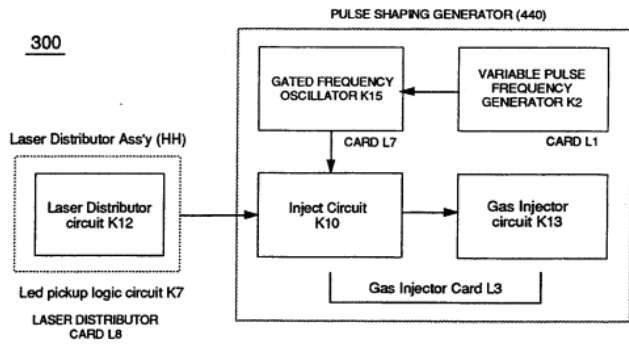 PULSE SHAPING GENERATOR (440)
300
GATED FREQUENCY
OSCILLATOR K15
VARIABLE PULSE
FREQUENCY
GENERATOR K2
CARD L7
CARD L1
Laser Distributor Ass'y (HH)
Laser Distributor
circuit K12
Inject Circuit
K10
Gas Injector
circuit K13
Led pickup logic circuit K7
LASER DISTRIBUTOR
CARD L8
Gas Injector Card L3